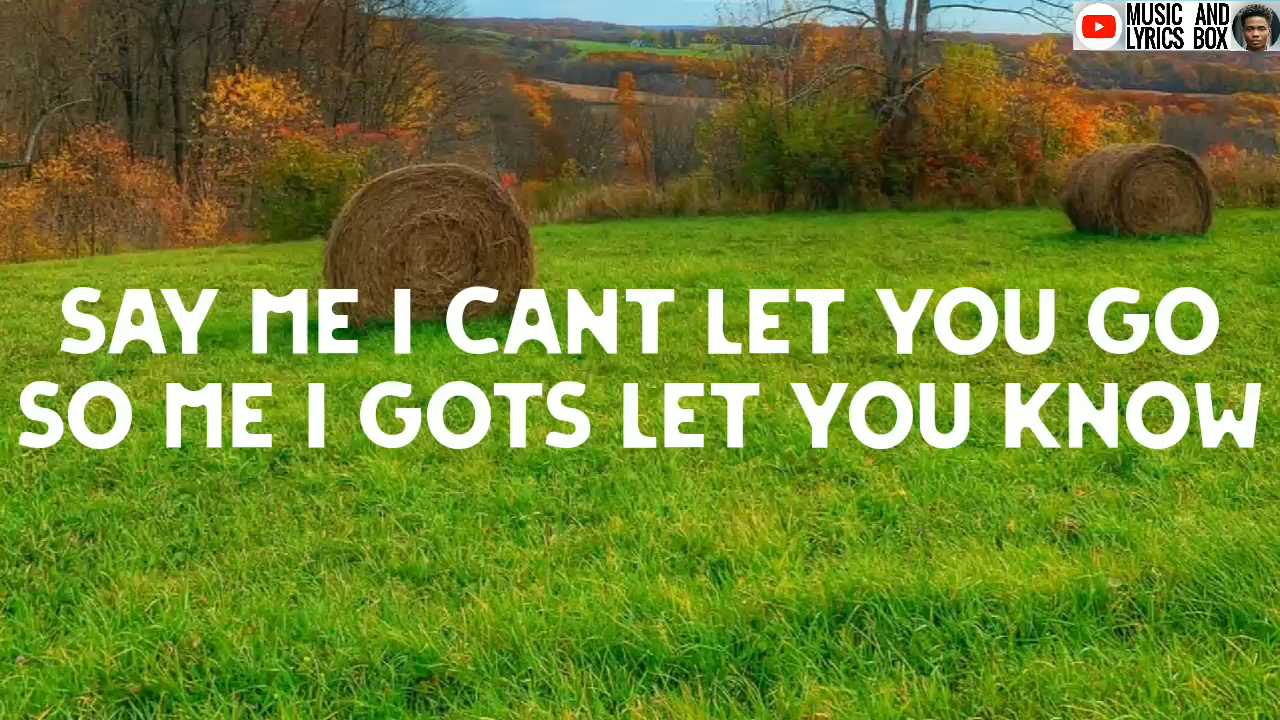 MUSIC AND
LYRICS BOX
SAY ME I CANT LET YOU GO
SO ME I GOTS LET YOU KNOW